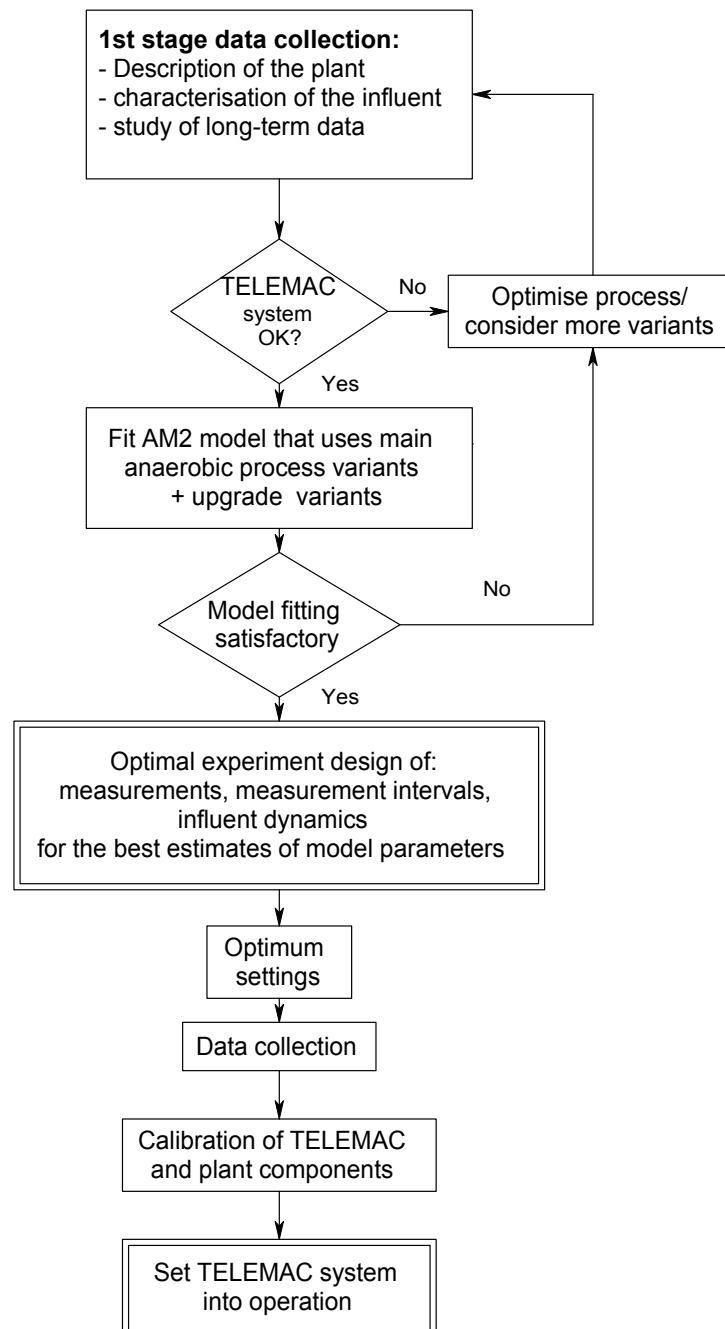 1st stage data collection:
- Description of the plant
- characterisation of the influent
- study of long-term data
TELEMAC
system
OK?
No
Optimise process/
consider more variants
Yes
Fit AM2 model that uses main
anaerobic process variants
+ upgrade variants
Model fitting
satisfactory
No
Yes
Optimal experiment design of:
measurements, measurement intervals,
influent dynamics
for the best estimates of model parameters
Optimum
settings
Data collection
Calibration of TELEMAC
and plant components
Set TELEMAC system
into operation